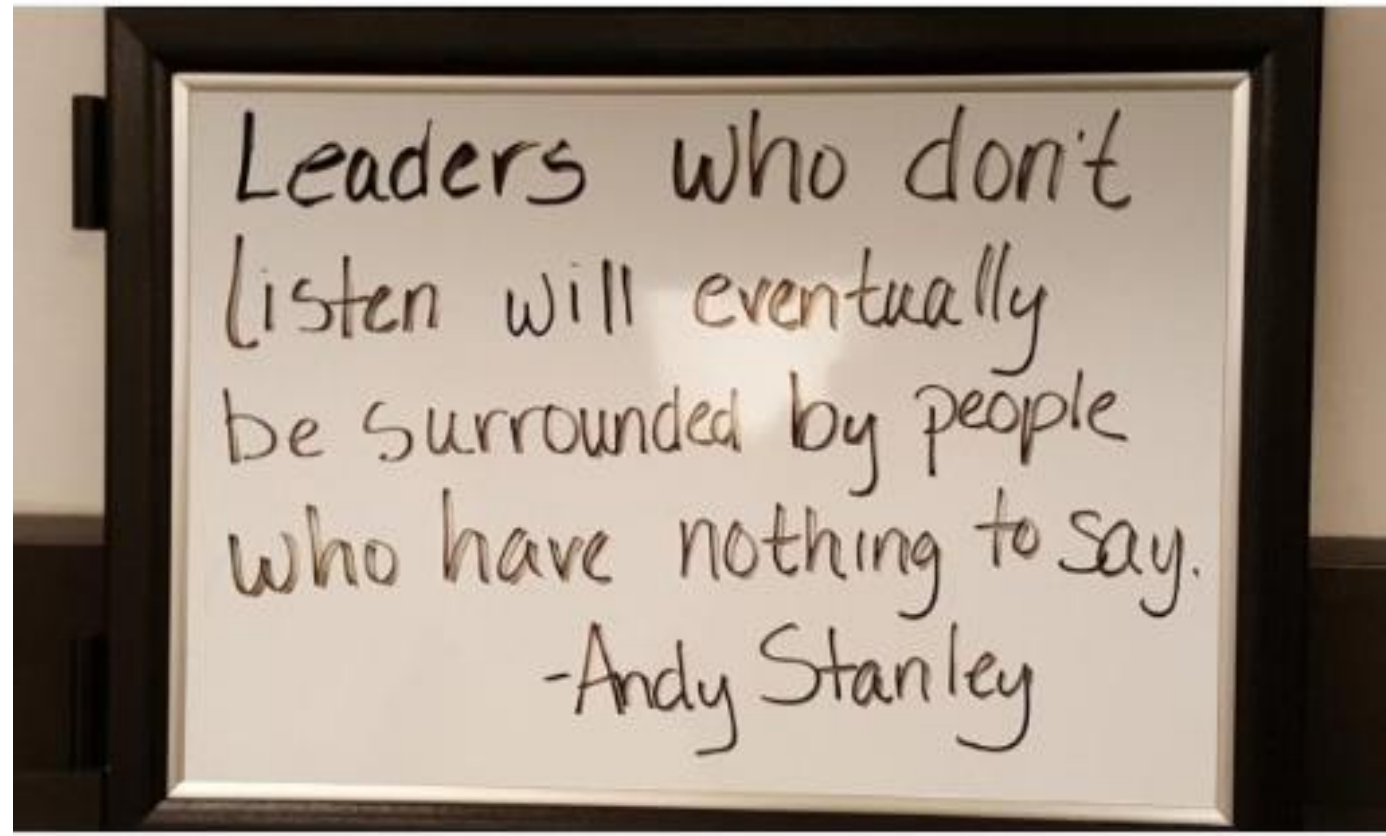 Leaders who don't
listen will eventually
be surrounded by people
who have nothing to say.
-Andy Stanley